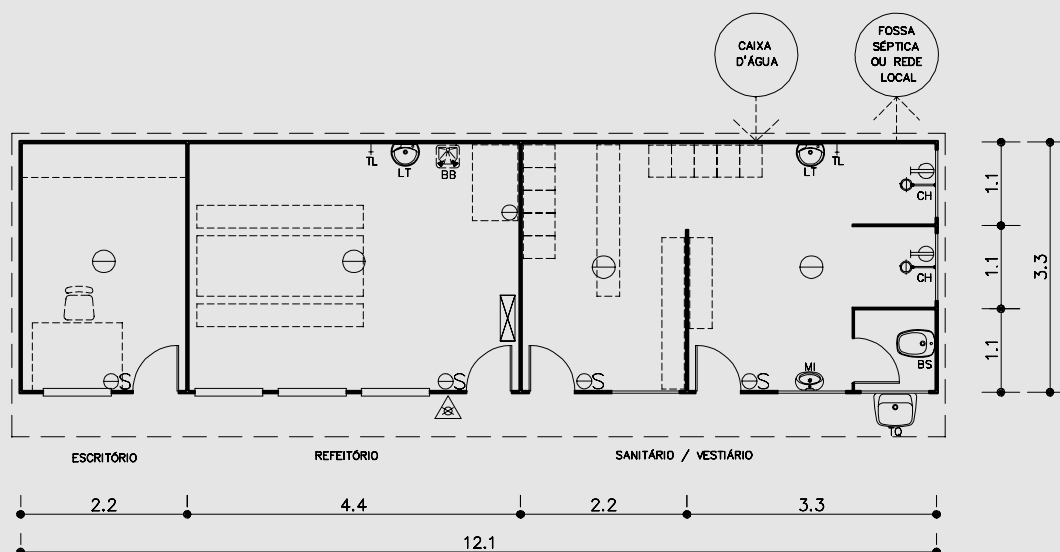 CAIXA
D'ÁGUA
FOSSA
SÉPTICA
OU REDE
LOCAL
TL
LT
BB
LT
TL
CH
CH
BS
MI
TQ
S
S
S
S
1.1
1.1
1.1
3.3
ESCRITÓRIO
REFEITÓRIO
SANITÁRIO / VESTIÁRIO
2.2
4.4
2.2
3.3
12.1